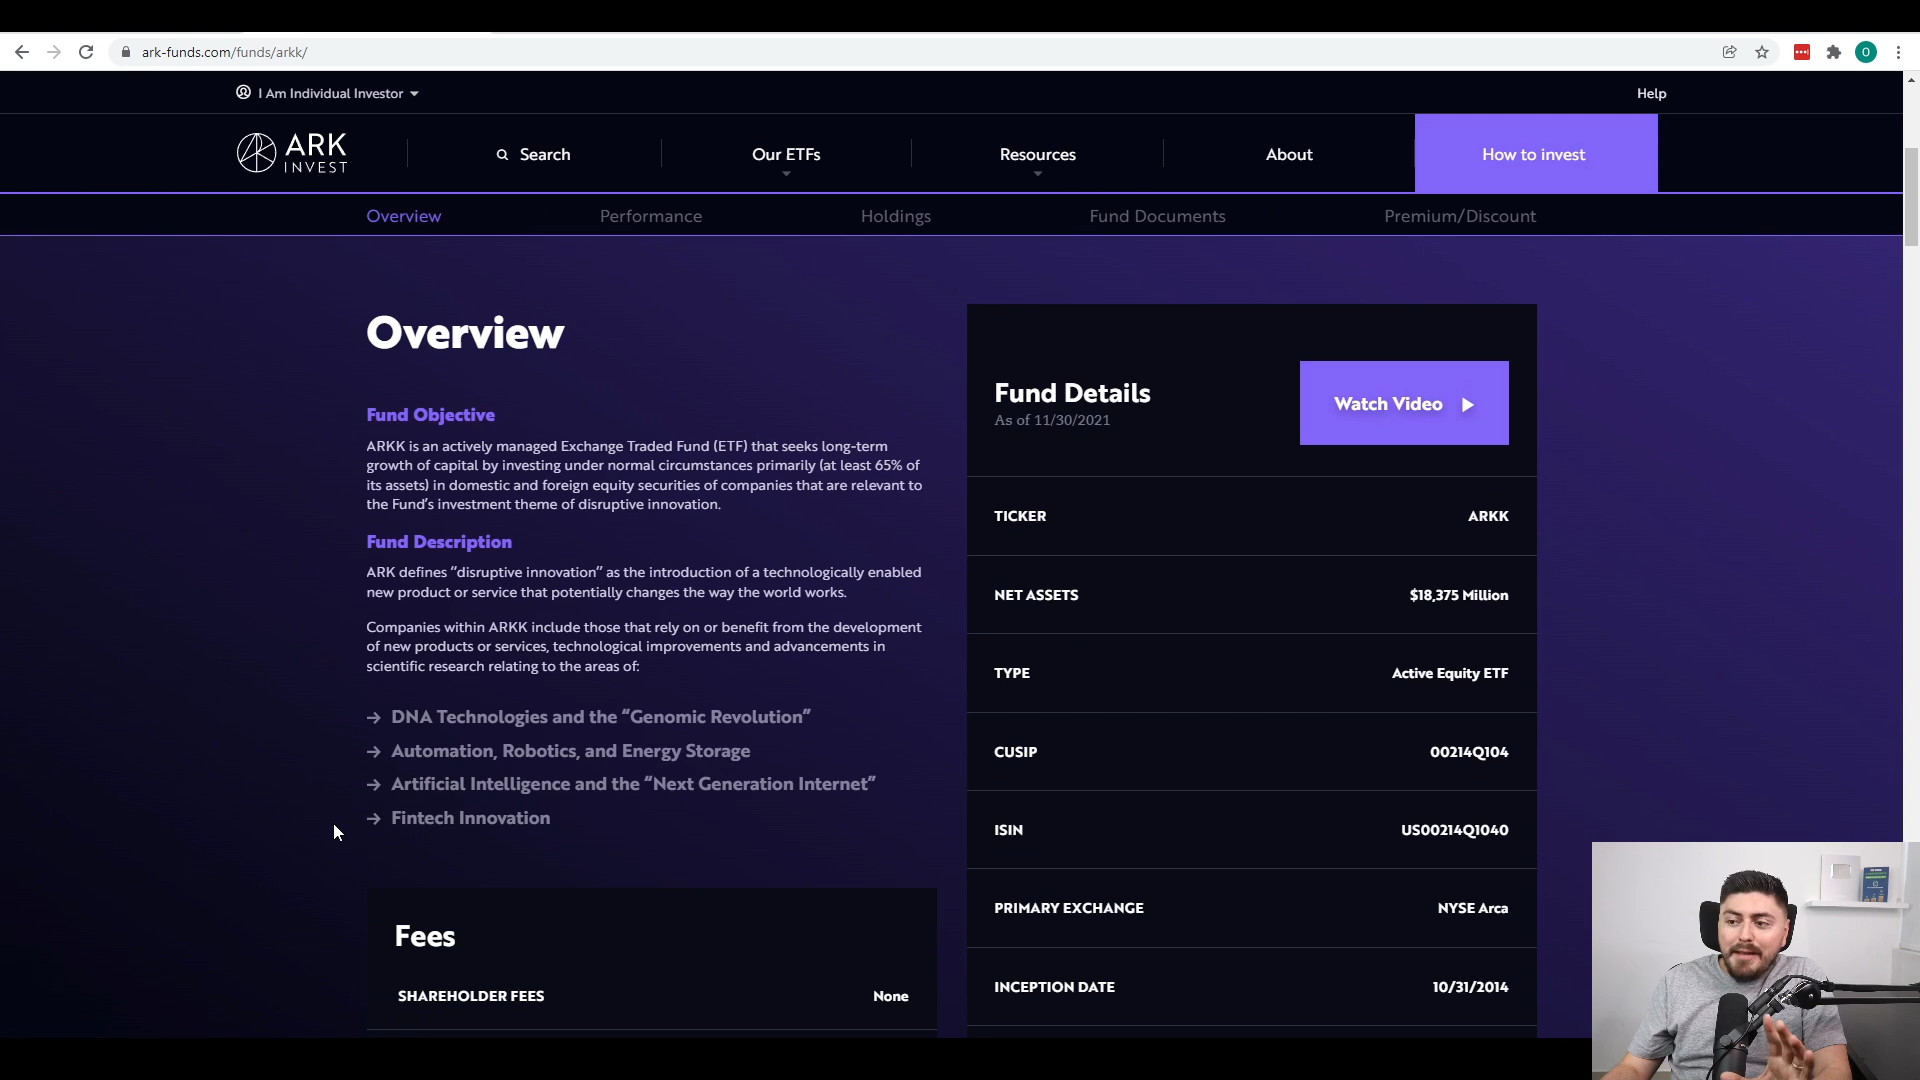 ark-funds.com/funds/arkk/
O
I Am Individual Investor
Help
ARK
INVEST
Search
Our ETFs
Resources
About
How to invest
Overview
Performance
Holdings
Fund Documents
Premium/Discount
Overview
Fund Objective
ARKK is an actively managed Exchange Traded Fund (ETF) that seeks long-term
growth of capital by investing under normal circumstances primarily (at least 65% of
its assets) in domestic and foreign equity securities of companies that are relevant to
the Fund’s investment theme of disruptive innovation.
Fund Description
ARK defines “disruptive innovation” as the introduction of a technologically enabled
new product or service that potentially changes the way the world works.
Companies within ARKK include those that rely on or benefit from the development
of new products or services, technological improvements and advancements in
scientific research relating to the areas of:
→ DNA Technologies and the “Genomic Revolution”
→ Automation, Robotics, and Energy Storage
→ Artificial Intelligence and the “Next Generation Internet”
→ Fintech Innovation
Fees
SHAREHOLDER FEES None
Fund Details
As of 11/30/2021
Watch Video
TICKER ARKK
NET ASSETS $18,375 Million
TYPE Active Equity ETF
CUSIP 00214Q104
ISIN US00214Q1040
PRIMARY EXCHANGE NYSE Arca
INCEPTION DATE 10/31/2014